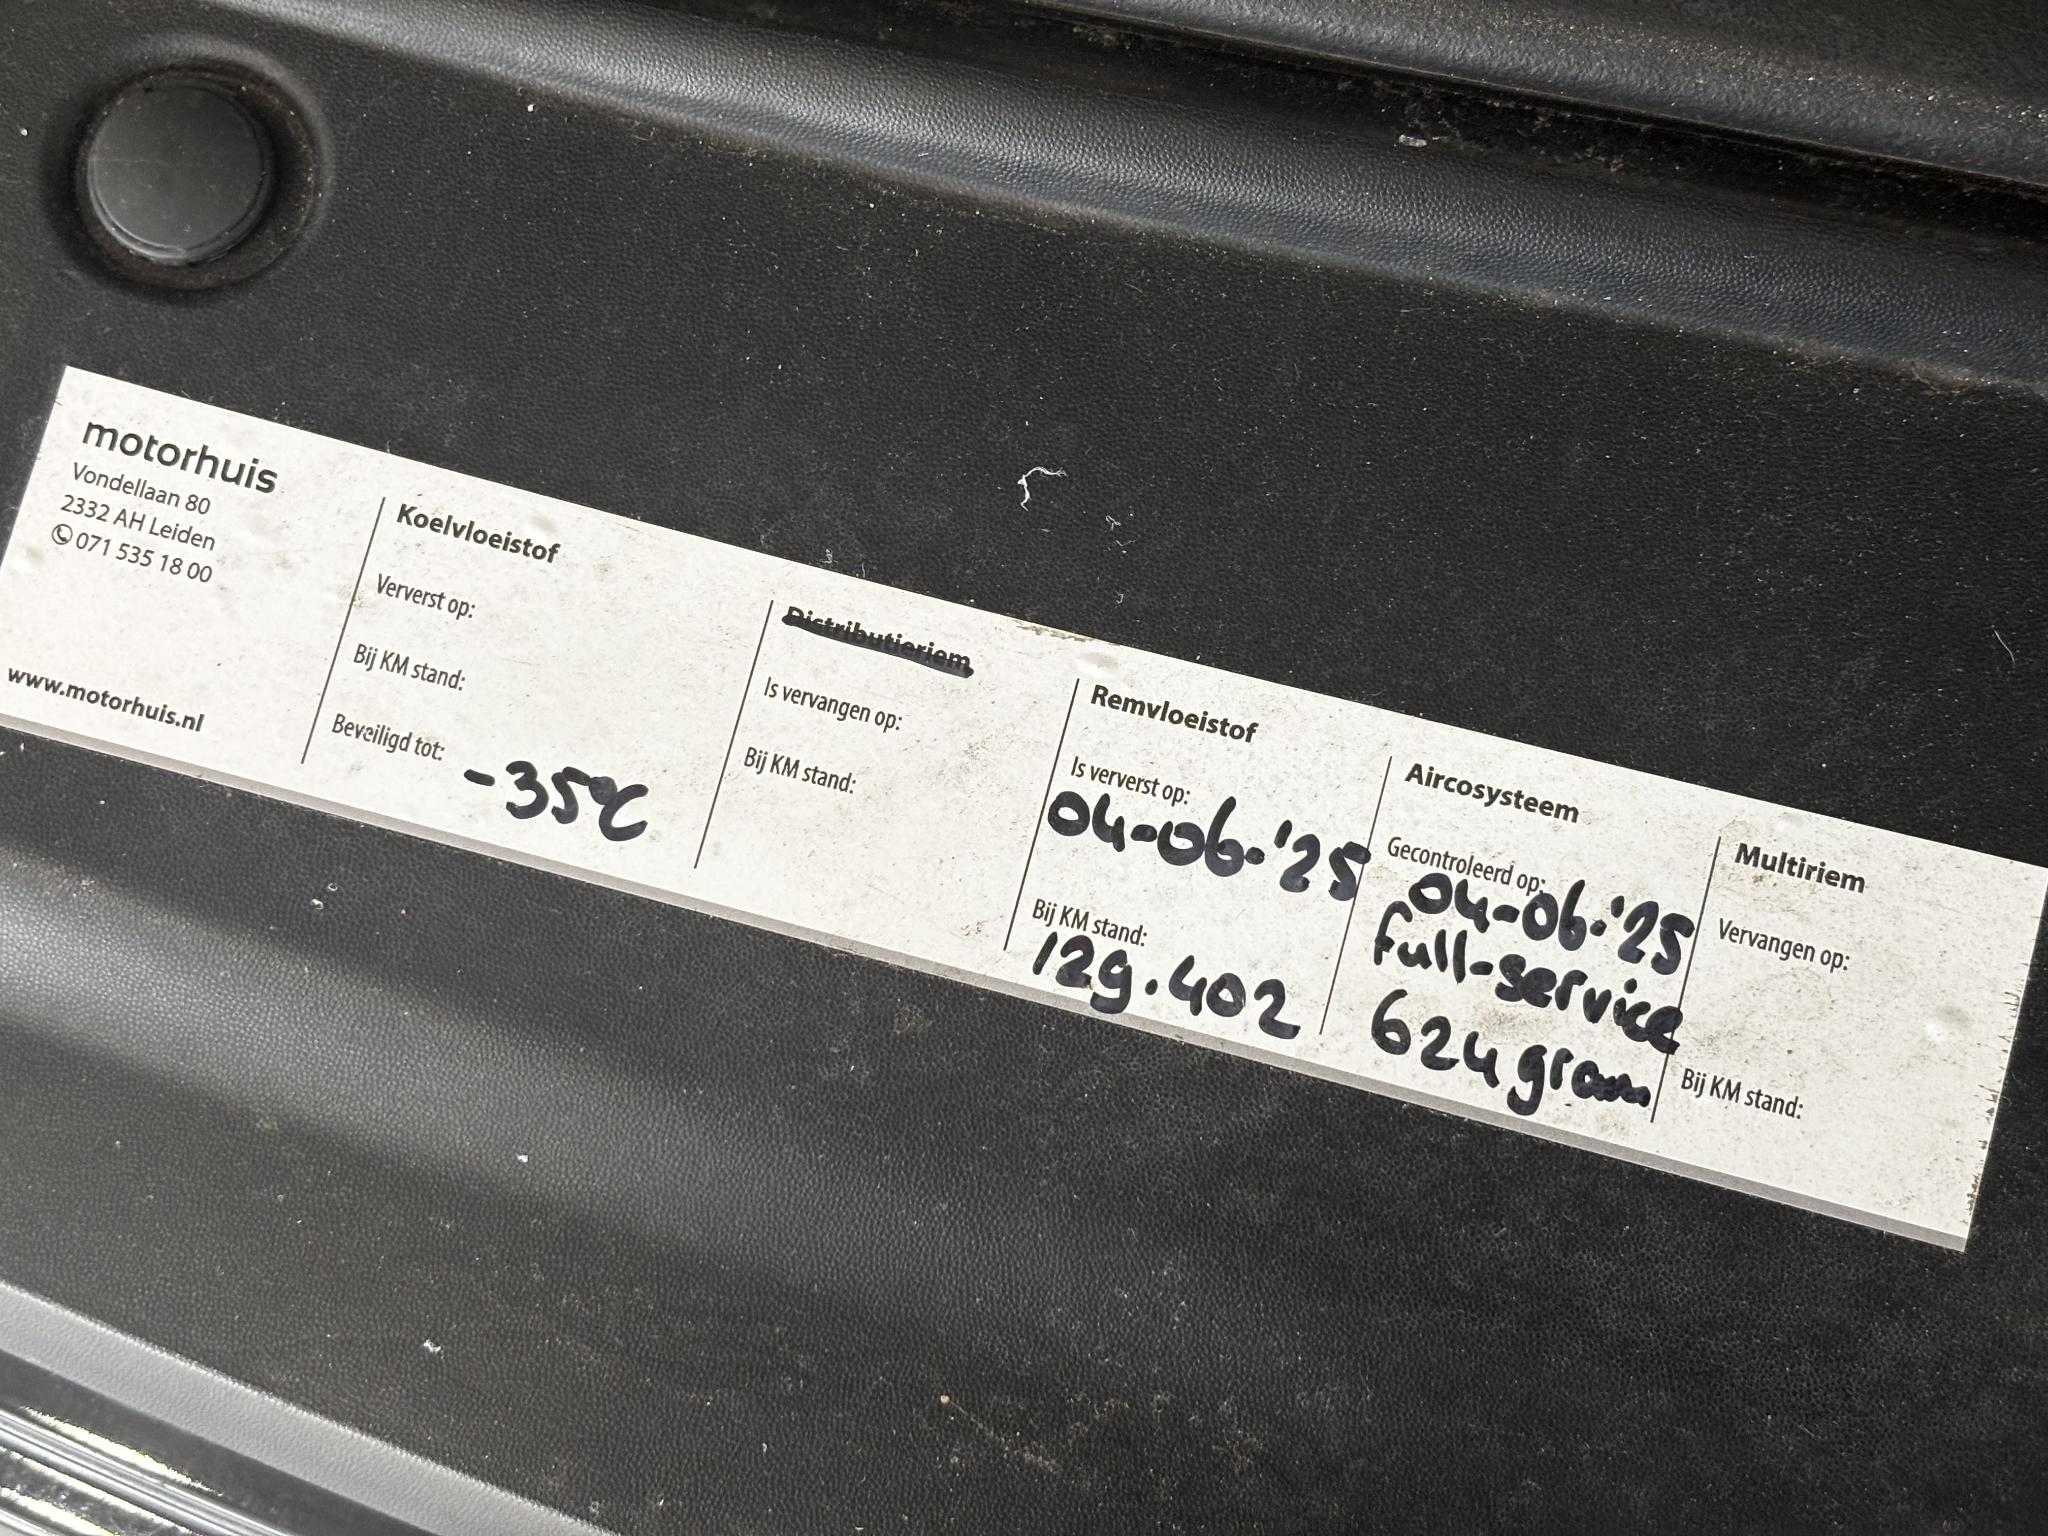 motorhuis
Vondellaan 80
2332 AH Leiden
071 535 18 00
www.motorhuis.nl
Koelvloeistof
Ververst op:
Bij KM stand:
Beveiligd tot:
-35°C
Distributieriem
Is vervangen op:
Bij KM stand:
Remvloeistof
Is ververst op:
04-06-'25
Bij KM stand:
129.402
Aircosysteem
Gecontroleerd op:
04-06-'25
full-service
624 gram
Multiriem
Vervangen op:
Bij KM stand: